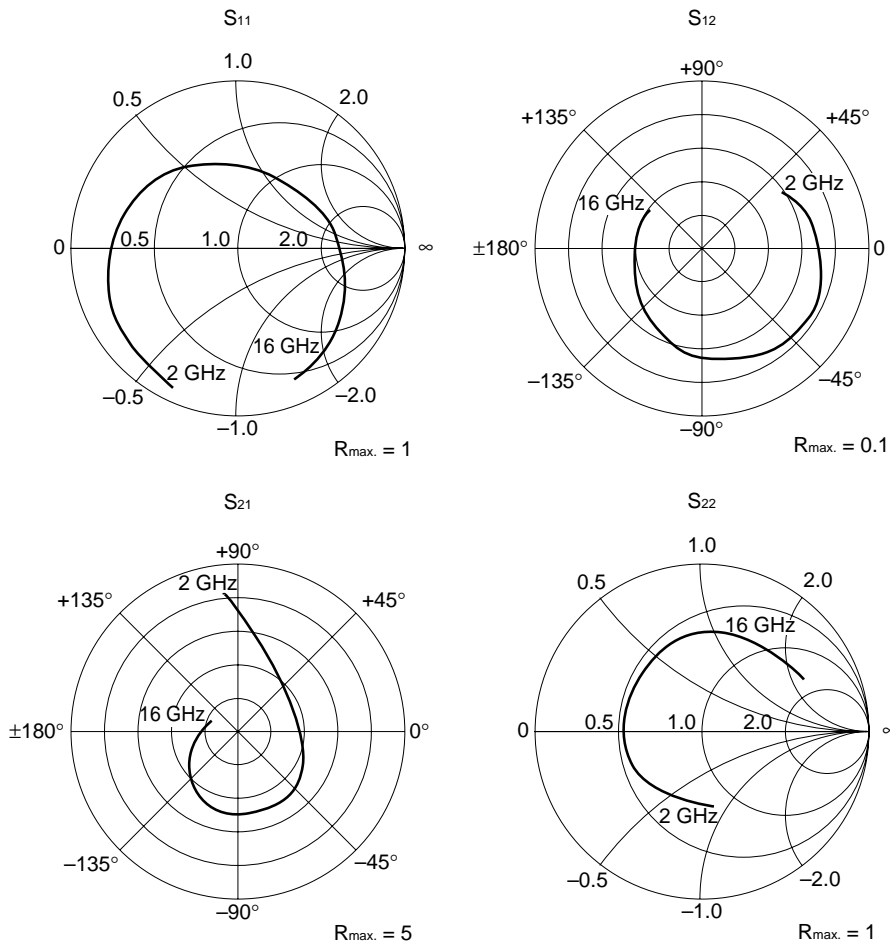 S11
1.0
0.5
2.0
0
0.5
1.0
2.0
∞
16 GHz
2 GHz
–0.5
–2.0
–1.0
Rmax. = 1
S12
+90°
+135°
+45°
2 GHz
16 GHz
±180°
0
–135°
–45°
–90°
Rmax. = 0.1
S21
+90°
2 GHz
+135°
+45°
16 GHz
±180°
0°
–135°
–45°
–90°
Rmax. = 5
S22
1.0
0.5
2.0
16 GHz
0
0.5
1.0
2.0
∞
2 GHz
–0.5
–2.0
–1.0
Rmax. = 1